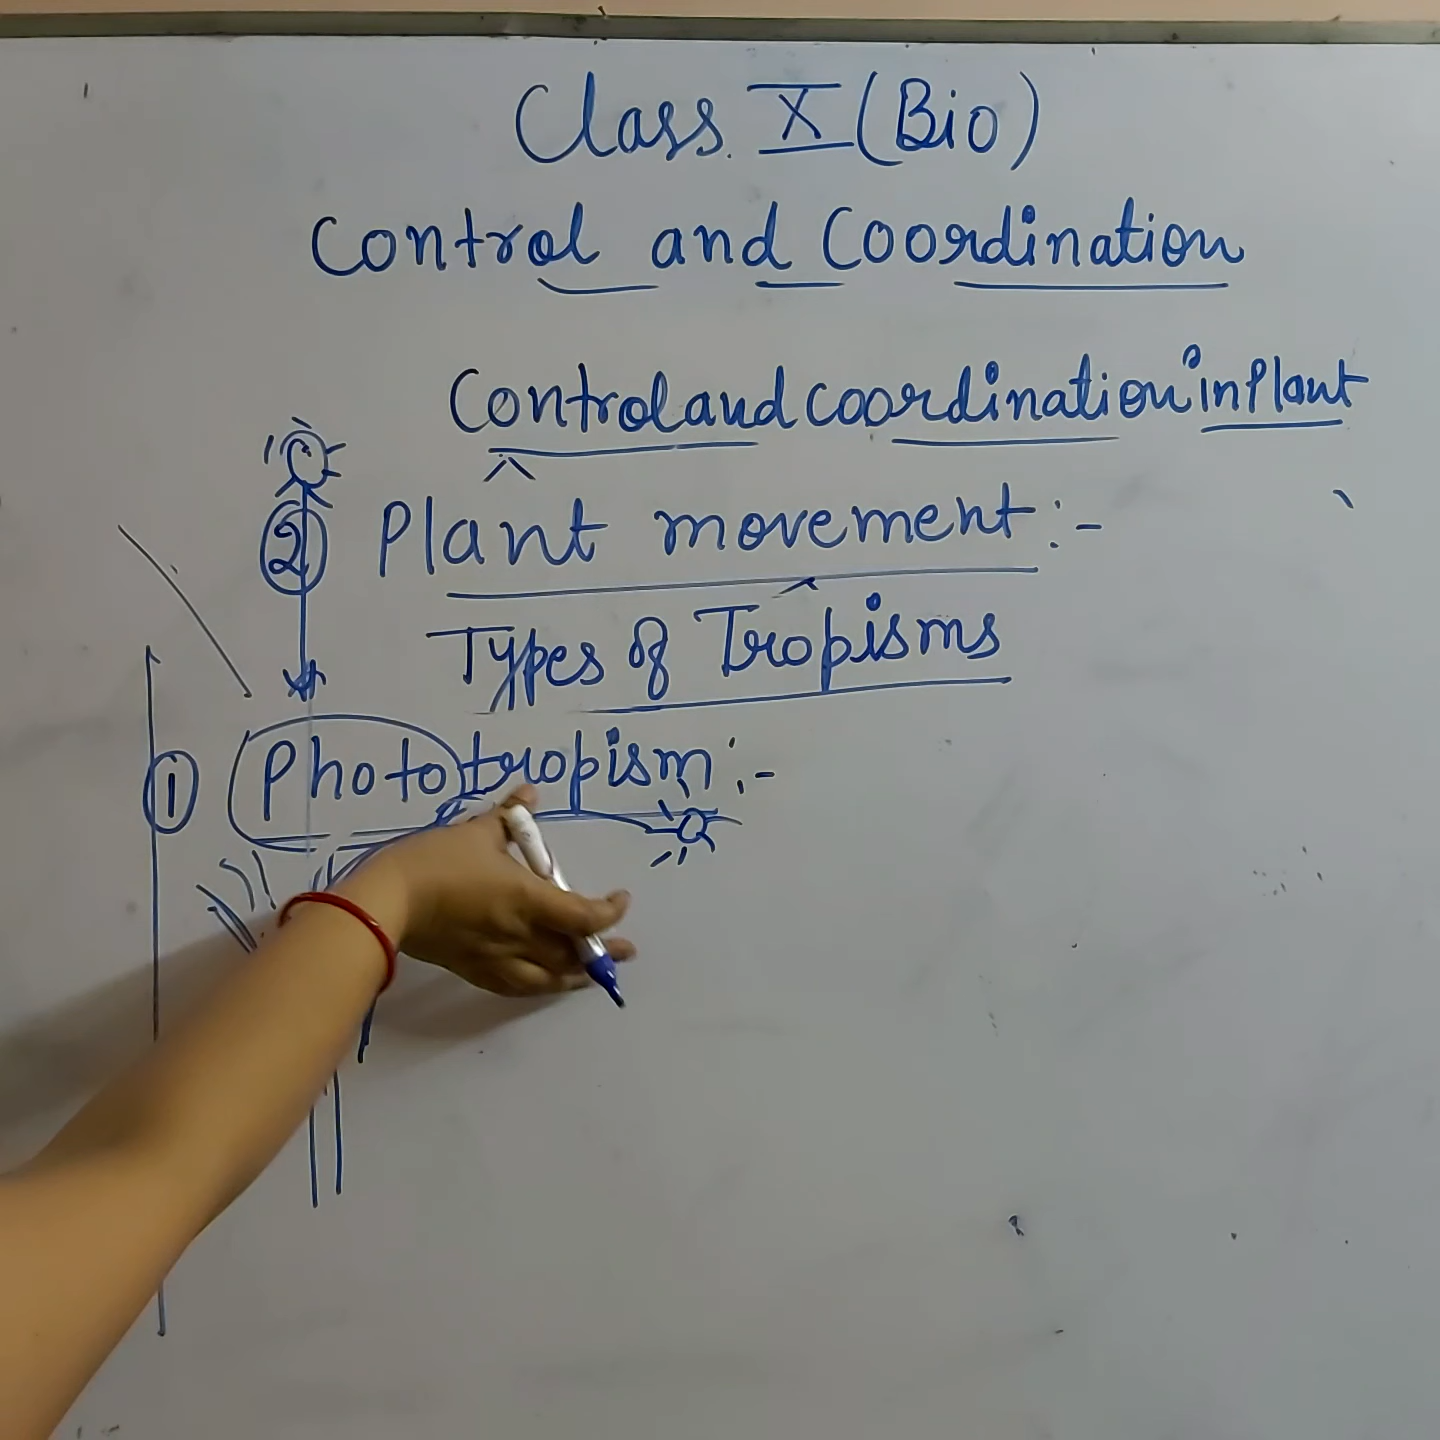 Class X (Bio)
Control and Coordination
Control and coordination in Plant
② Plant movement :-
Types of Tropisms
① Phototropism :-